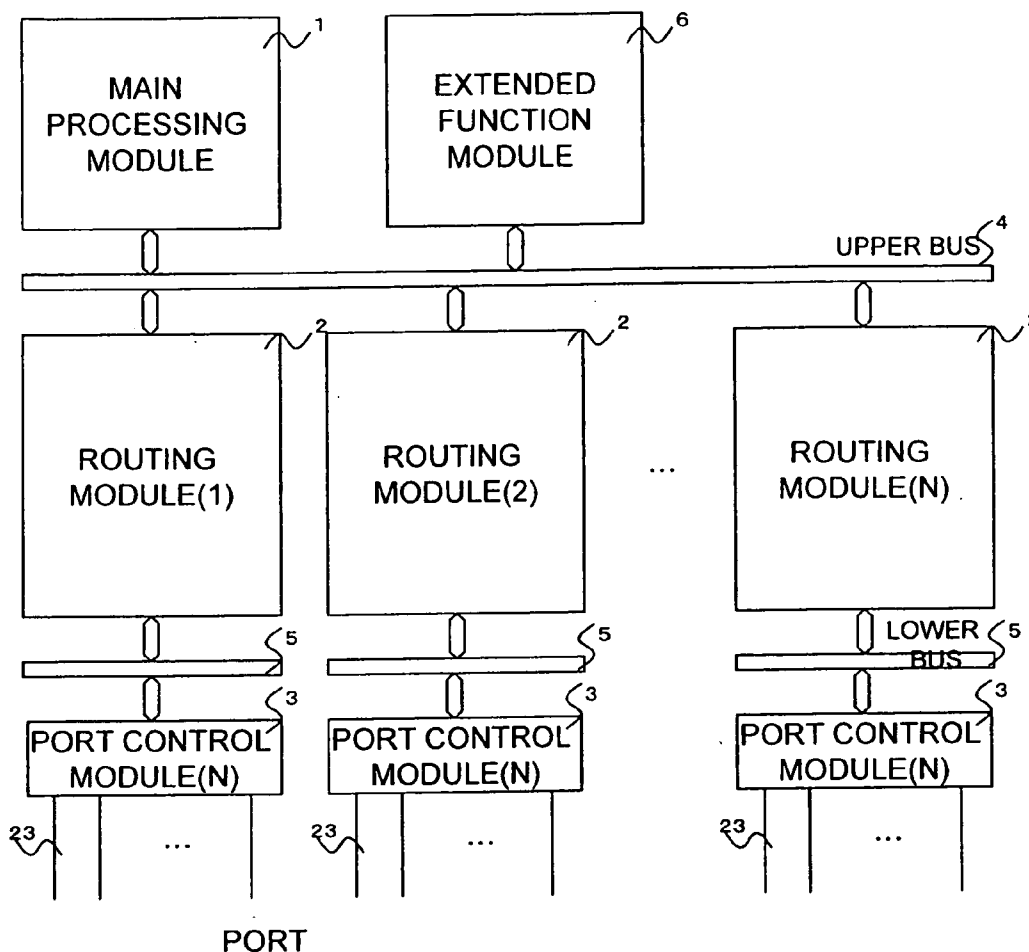 1
6
MAIN
PROCESSING
MODULE
EXTENDED
FUNCTION
MODULE
UPPER BUS
4
2
2
ROUTING
MODULE(1)
ROUTING
MODULE(2)
...
ROUTING
MODULE(N)
5
5
LOWER
BUS
5
3
3
3
PORT CONTROL
MODULE(N)
PORT CONTROL
MODULE(N)
PORT CONTROL
MODULE(N)
23
...
23
...
23
...
PORT